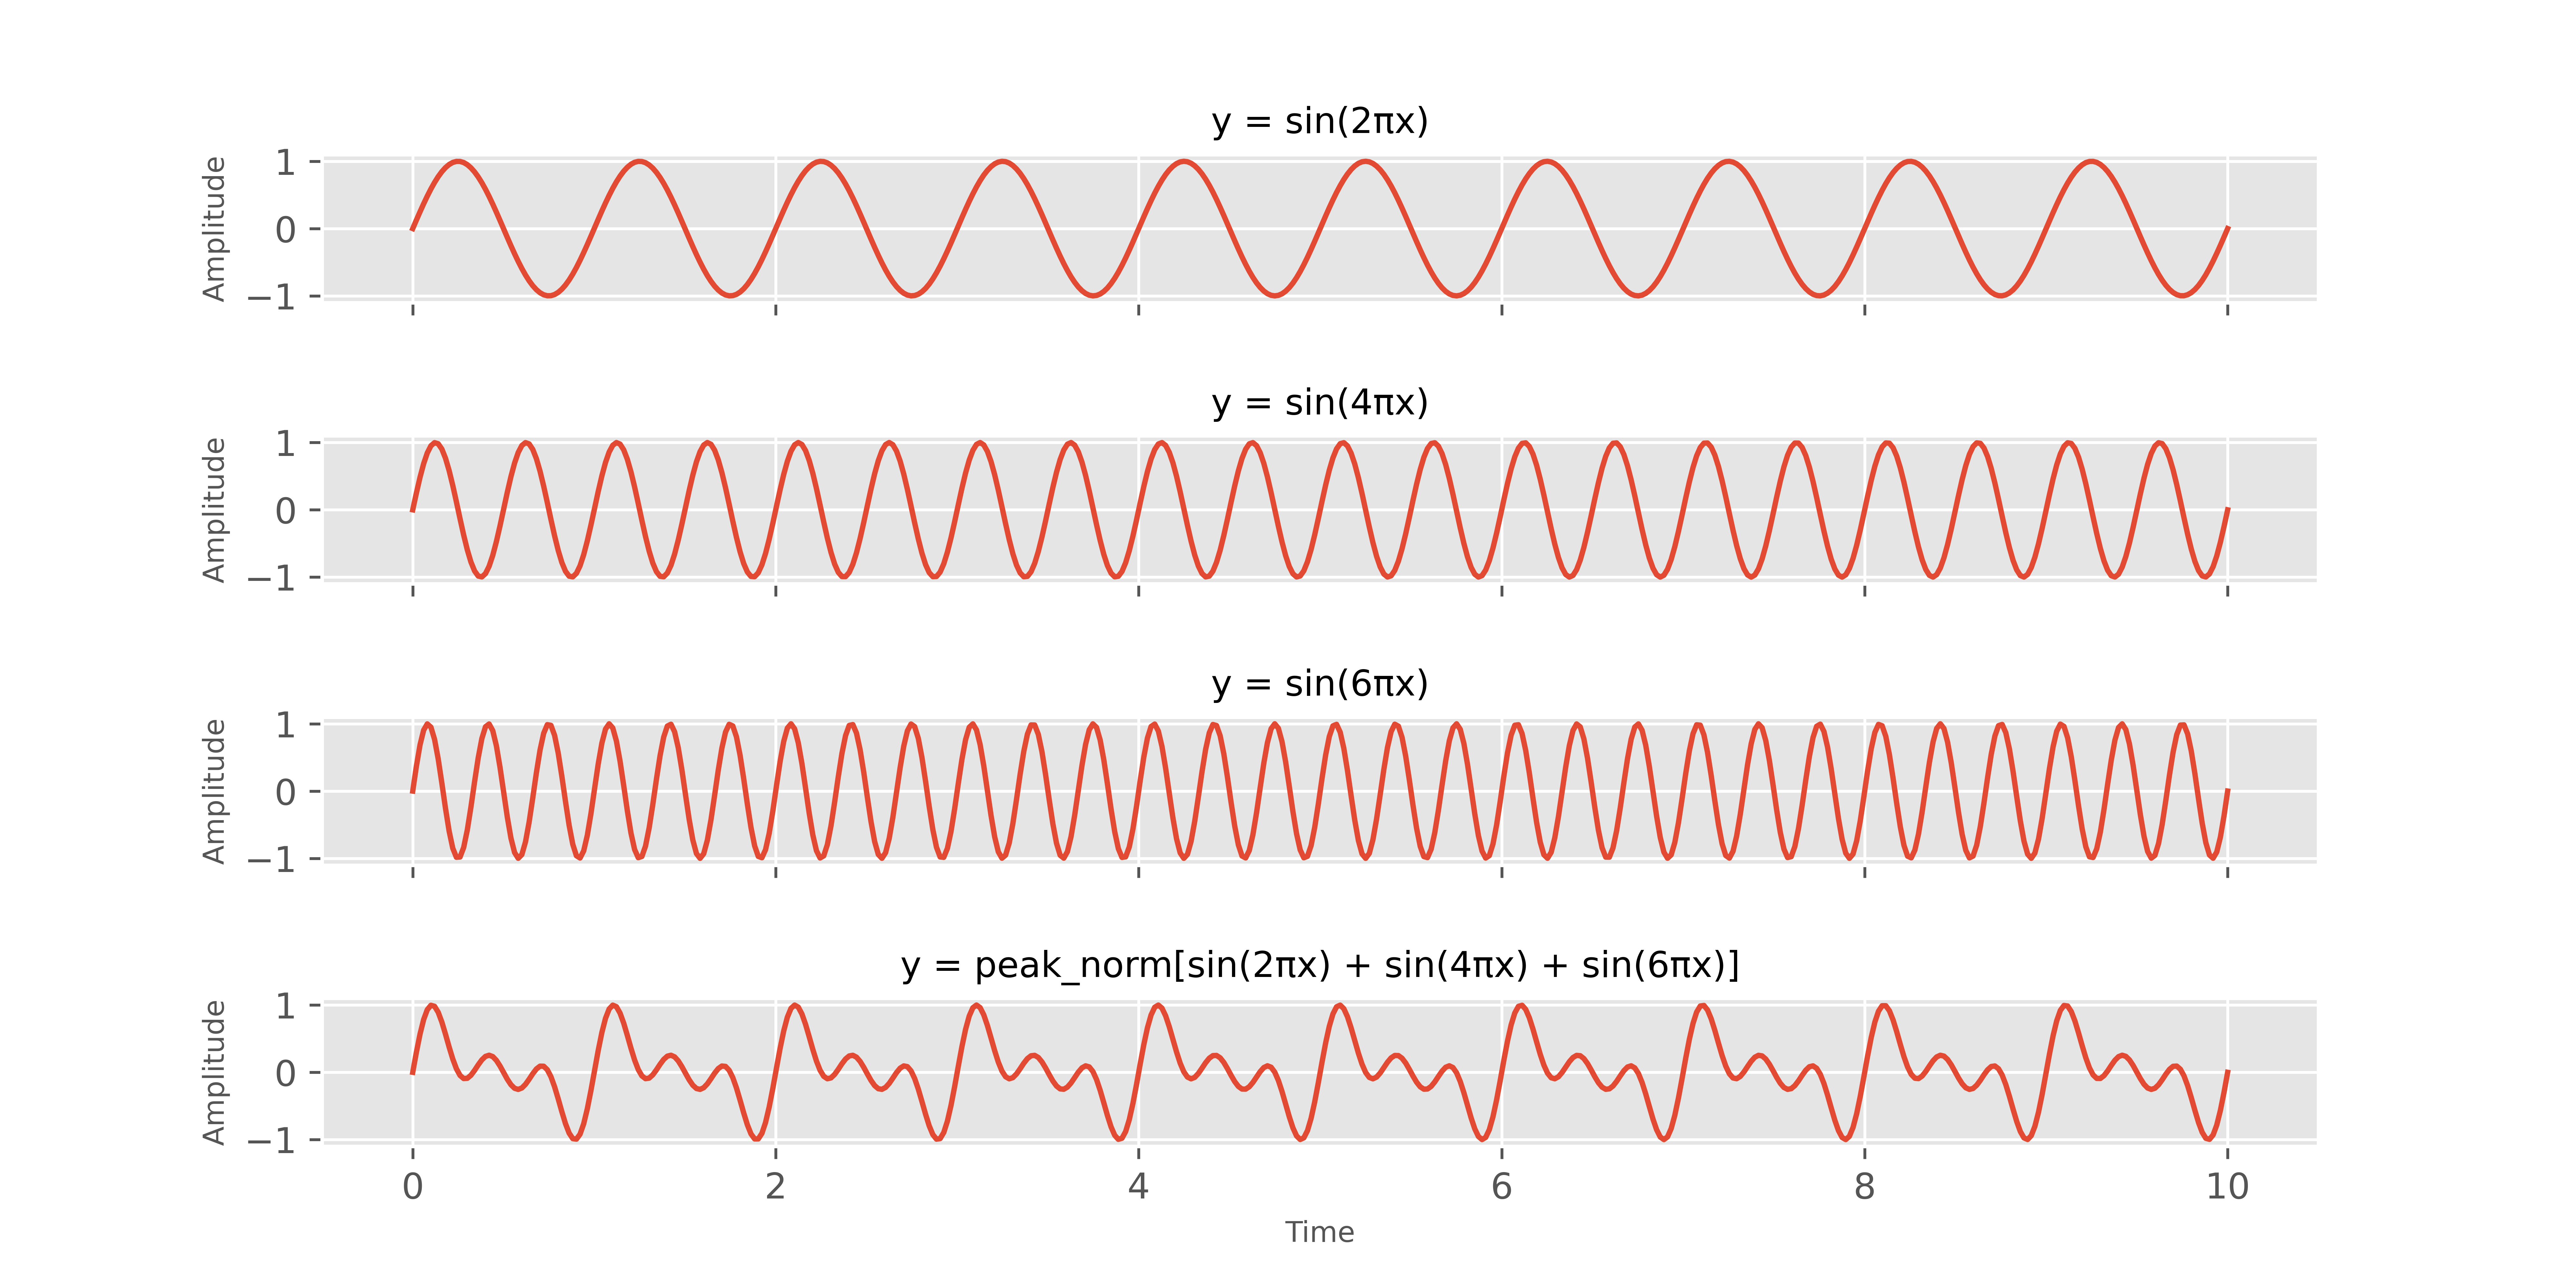 y = sin(2πx)
Amplitude
1
0
−1
y = sin(4πx)
Amplitude
1
0
−1
y = sin(6πx)
Amplitude
1
0
−1
y = peak_norm[sin(2πx) + sin(4πx) + sin(6πx)]
Amplitude
1
0
−1
0 2 4 6 8 10
Time